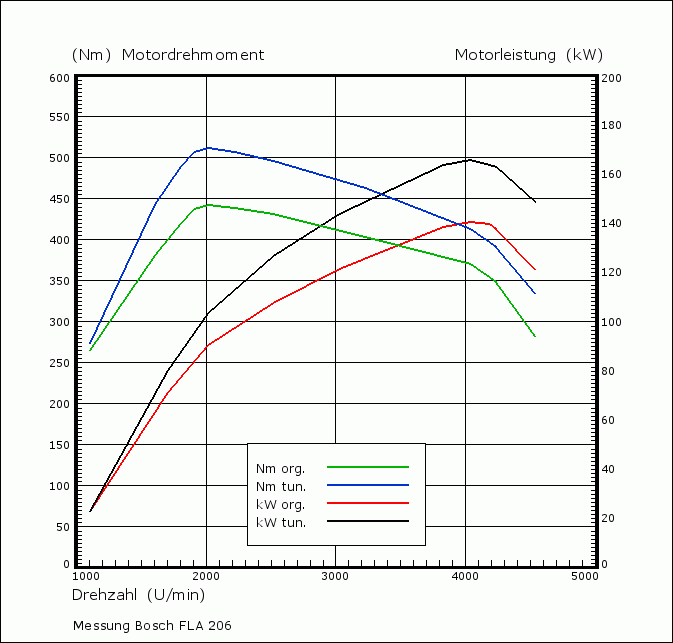 (Nm) Motordrehmoment
Motorleistung (kW)
600
550
500
450
400
350
300
250
200
150
100
50
0
200
180
160
140
120
100
80
60
40
20
0
Nm org.
Nm tun.
kW org.
kW tun.
1000 2000 3000 4000 5000
Drehzahl (U/min)
Messung Bosch FLA 206